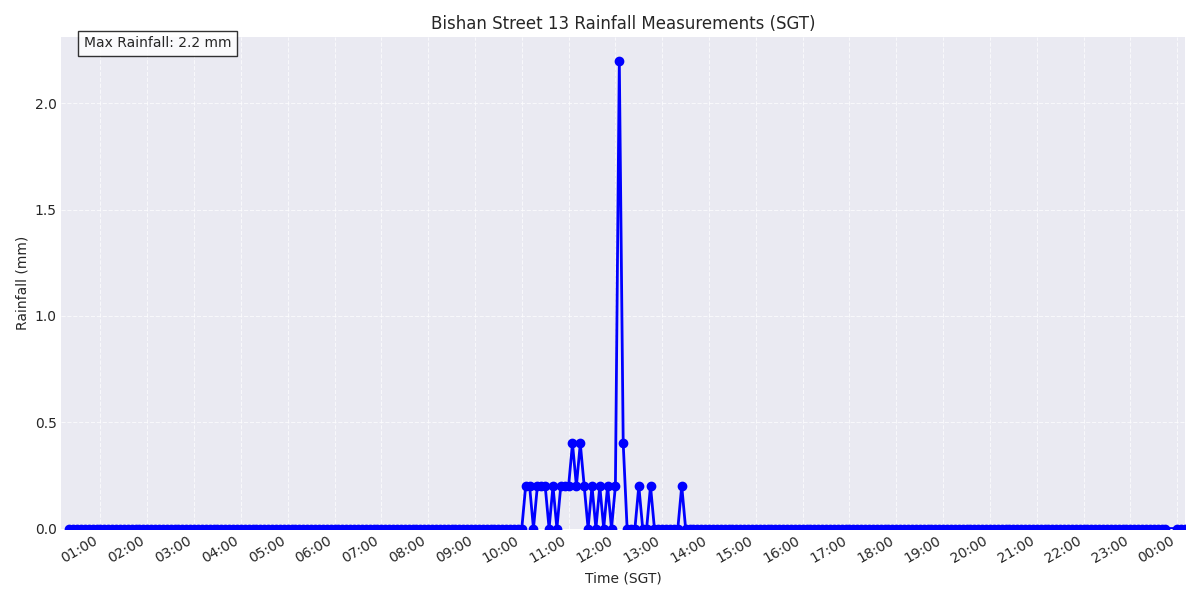 Bishan Street 13 Rainfall Measurements (SGT)
Max Rainfall: 2.2 mm
2.0
1.5
1.0
0.5
0.0
Rainfall (mm)
01:00 02:00 03:00 04:00 05:00 06:00 07:00 08:00 09:00 10:00 11:00 12:00 13:00 14:00 15:00 16:00 17:00 18:00 19:00 20:00 21:00 22:00 23:00 00:00
Time (SGT)